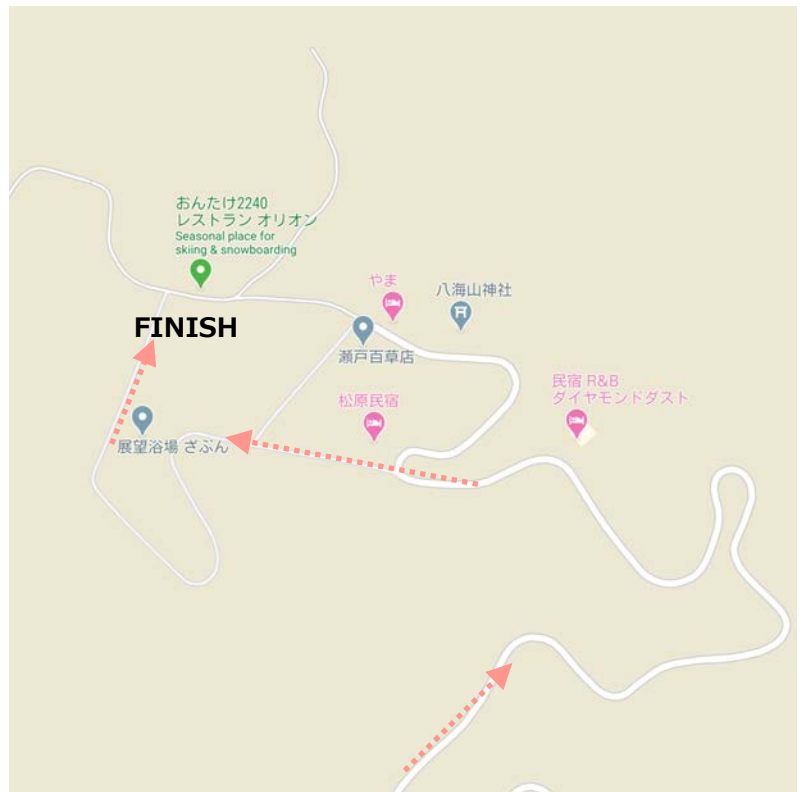 おんたけ2240
レストラン オリオン
Seasonal place for
skiing & snowboarding
やま
八海山神社
FINISH
瀬戸百草店
民宿 R&B
ダイヤモンドダスト
松原民宿
展望浴場 ざぶん